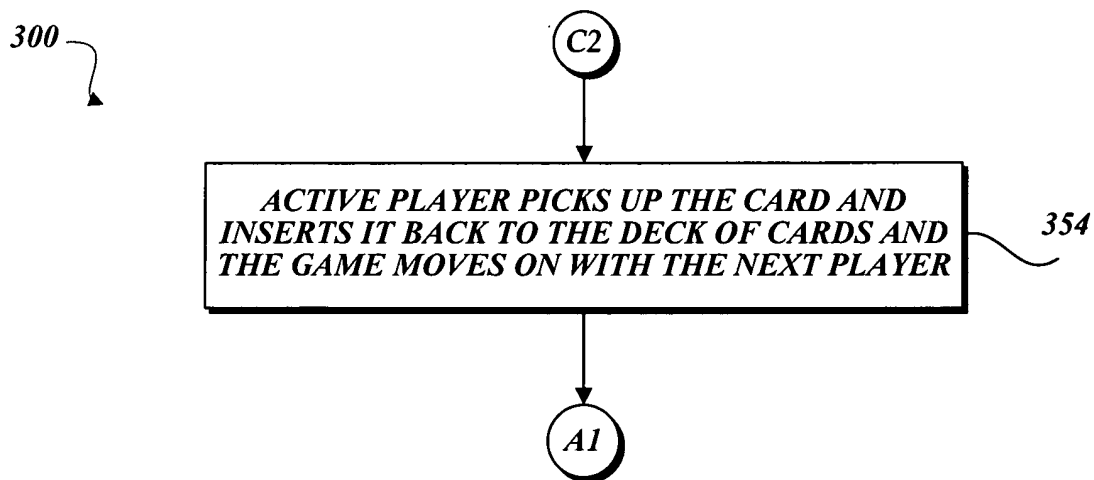 300
C2
ACTIVE PLAYER PICKS UP THE CARD AND
INSERTS IT BACK TO THE DECK OF CARDS AND
THE GAME MOVES ON WITH THE NEXT PLAYER
354
A1